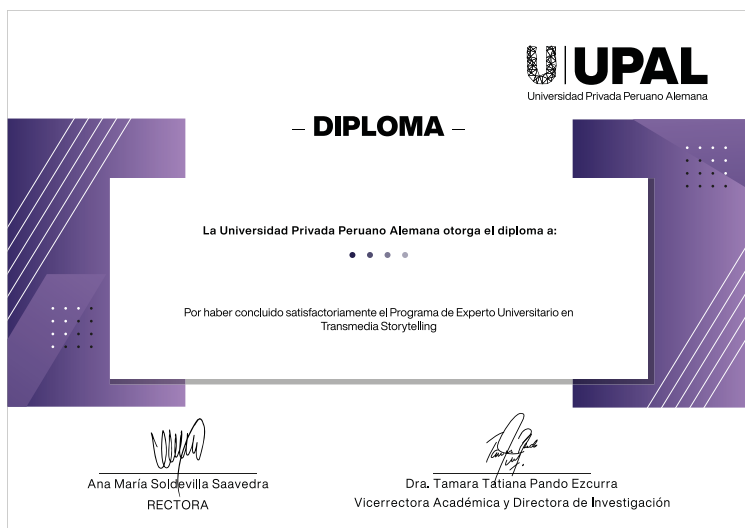 UPAL
Universidad Privada Peruano Alemana
– DIPLOMA –
La Universidad Privada Peruano Alemana otorga el diploma a:
Por haber concluido satisfactoriamente el Programa de Experto Universitario en
Transmedia Storytelling
Ana María Soldevilla Saavedra
RECTORA
Dra. Tamara Tatiana Pando Ezcurra
Vicerrectora Académica y Directora de Investigación